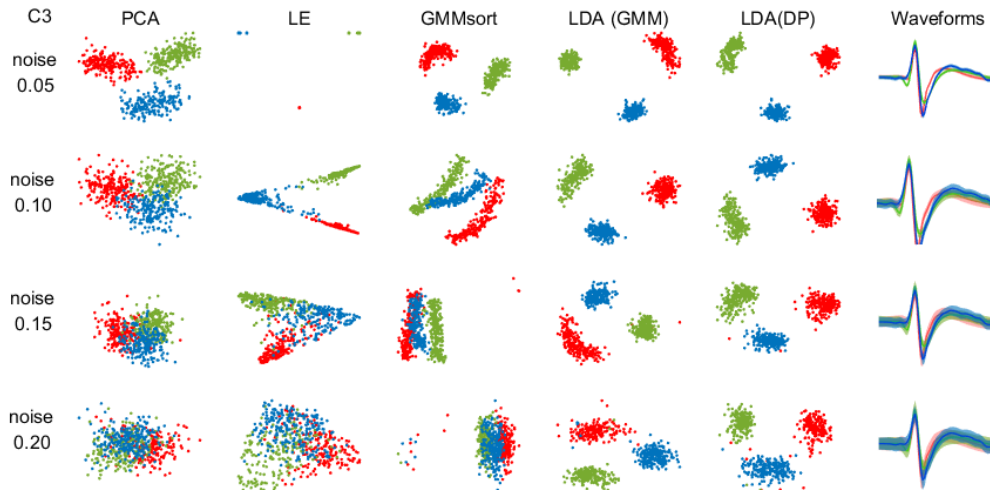 C3 PCA LE GMMsort LDA (GMM) LDA(DP) Waveforms
noise
0.05
noise
0.10
noise
0.15
noise
0.20